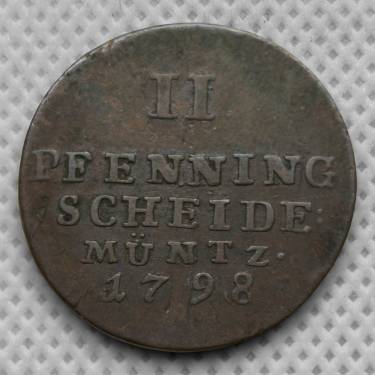 II
PFENNING
SCHEIDE:
MÜNTZ.
1798